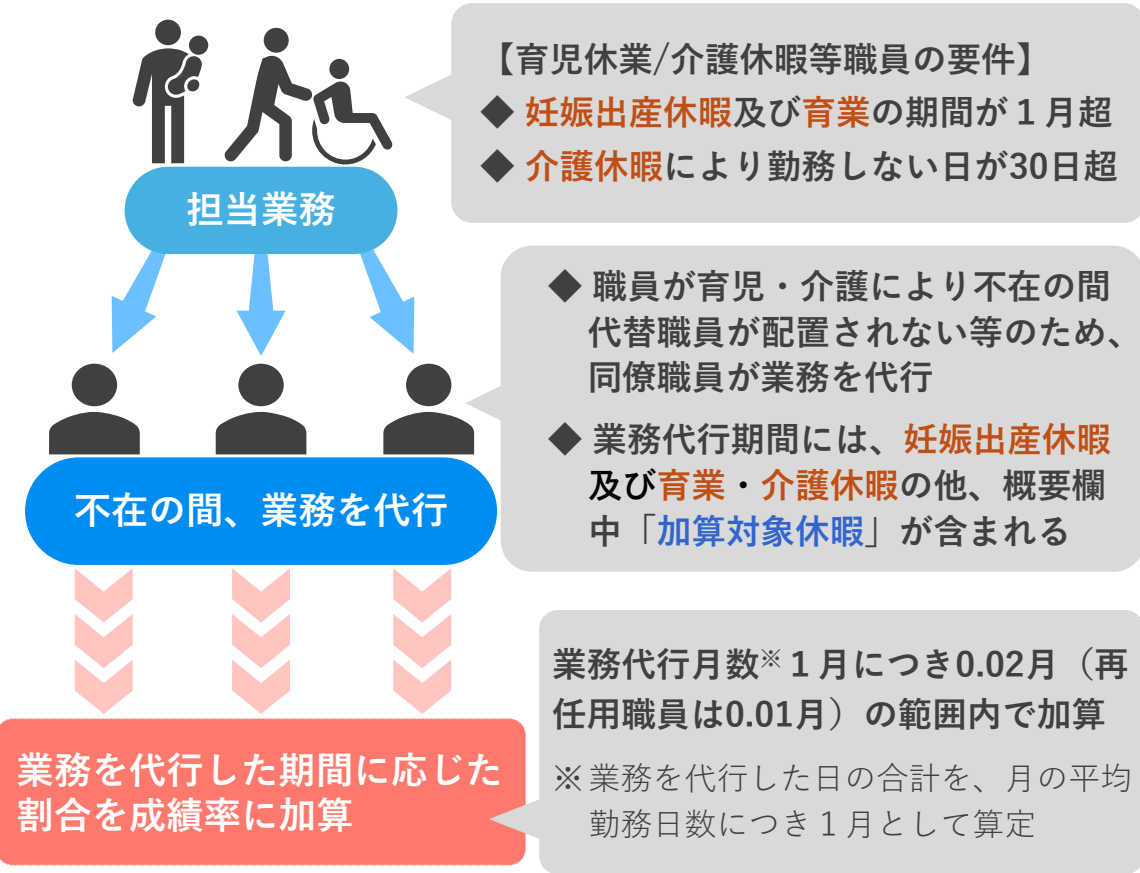 【育児休業/介護休暇等職員の要件】
◆ 妊娠出産休暇及び育業の期間が１月超
◆ 介護休暇により勤務しない日が30日超
担当業務
◆ 職員が育児・介護により不在の間
代替職員が配置されない等のため、
同僚職員が業務を代行
◆ 業務代行期間には、妊娠出産休暇
及び育業・介護休暇の他、概要欄
中「加算対象休暇」が含まれる
不在の間、業務を代行
業務代行月数※１月につき0.02月（再
任用職員は0.01月）の範囲内で加算
※業務を代行した日の合計を、月の平均
勤務日数につき１月として算定
業務を代行した期間に応じた
割合を成績率に加算